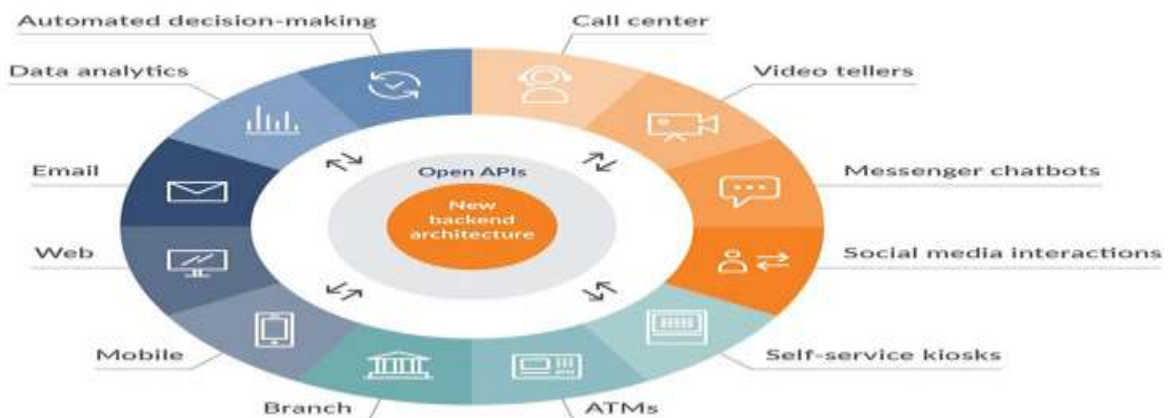 Automated decision-making
Call center
Data analytics
Video tellers
Email
Open APIs
Messenger chatbots
New
backend
architecture
Web
Social media interactions
Mobile
Self-service kiosks
Branch
ATMs